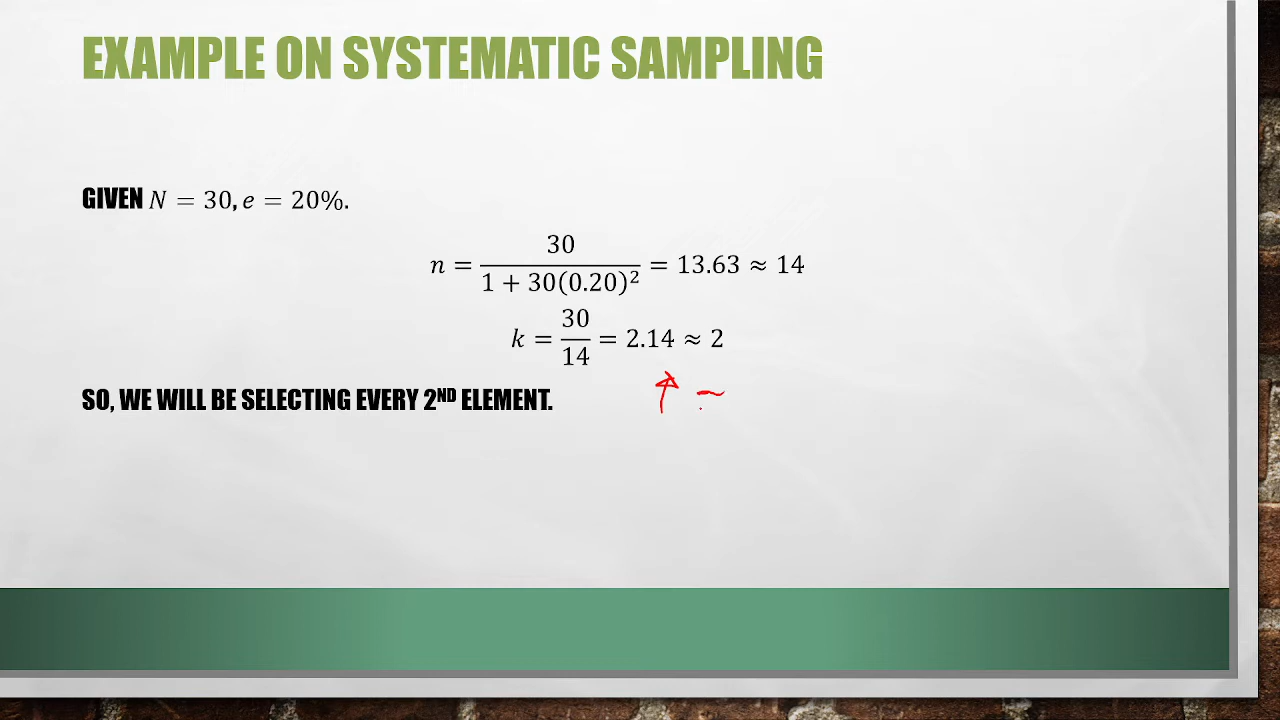 EXAMPLE ON SYSTEMATIC SAMPLING
GIVEN N = 30, e = 20%.
n = 30 / (1 + 30(0.20)²) = 13.63 ≈ 14
k = 30 / 14 = 2.14 ≈ 2
SO, WE WILL BE SELECTING EVERY 2ND ELEMENT.